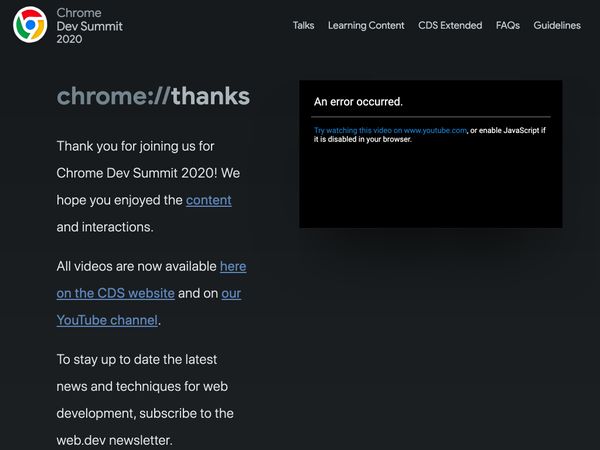 Chrome
Dev Summit
2020
Talks
Learning Content
CDS Extended
FAQs
Guidelines
chrome://thanks
Thank you for joining us for
Chrome Dev Summit 2020! We
hope you enjoyed the content
and interactions.
All videos are now available here
on the CDS website and on our
YouTube channel.
To stay up to date the latest
news and techniques for web
development, subscribe to the
web.dev newsletter.
An error occurred.
Try watching this video on www.youtube.com, or enable JavaScript if
it is disabled in your browser.